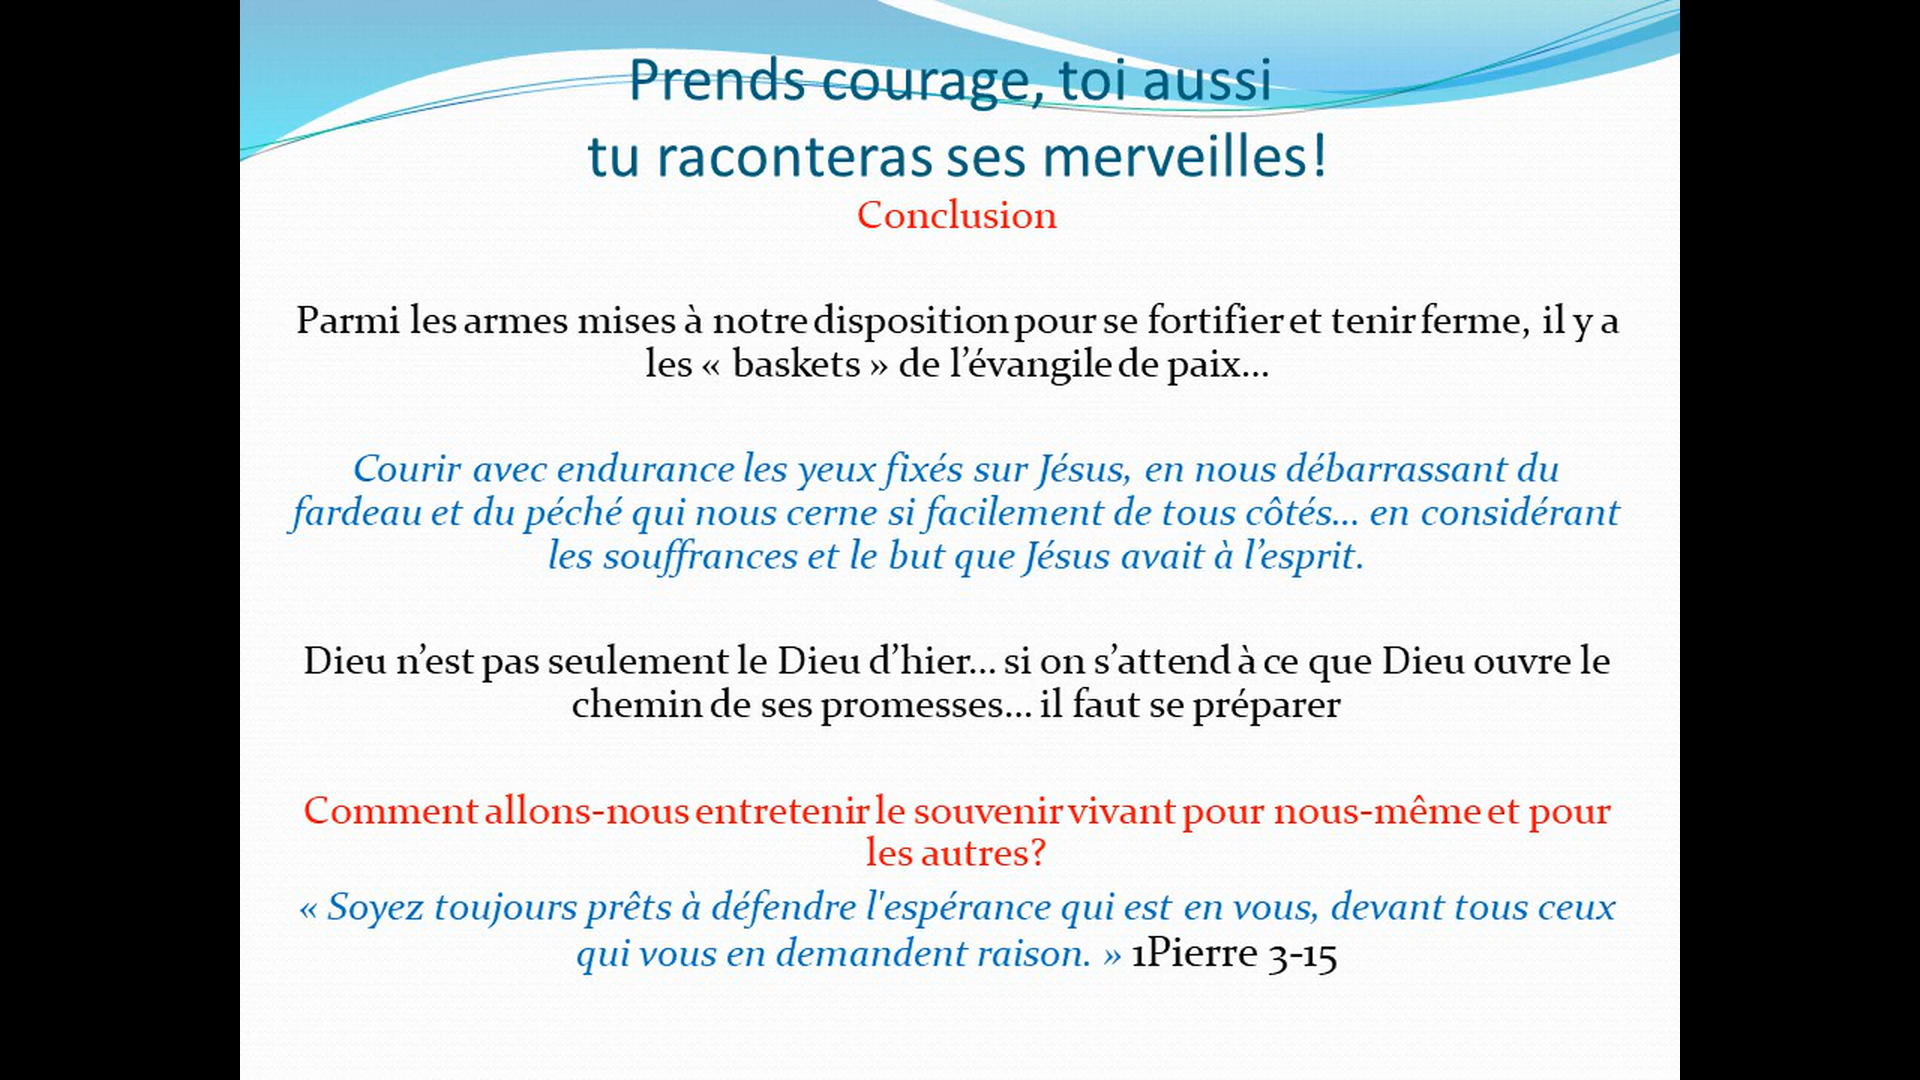 Prends courage, toi aussi
tu raconteras ses merveilles!
Conclusion
Parmi les armes mises à notre disposition pour se fortifier et tenir ferme, il y a
les « baskets » de l’évangile de paix…
Courir avec endurance les yeux fixés sur Jésus, en nous débarrassant du
fardeau et du péché qui nous cerne si facilement de tous côtés… en considérant
les souffrances et le but que Jésus avait à l’esprit.
Dieu n’est pas seulement le Dieu d’hier… si on s’attend à ce que Dieu ouvre le
chemin de ses promesses… il faut se préparer
Comment allons-nous entretenir le souvenir vivant pour nous-même et pour
les autres?
« Soyez toujours prêts à défendre l'espérance qui est en vous, devant tous ceux
qui vous en demandent raison. » 1Pierre 3-15